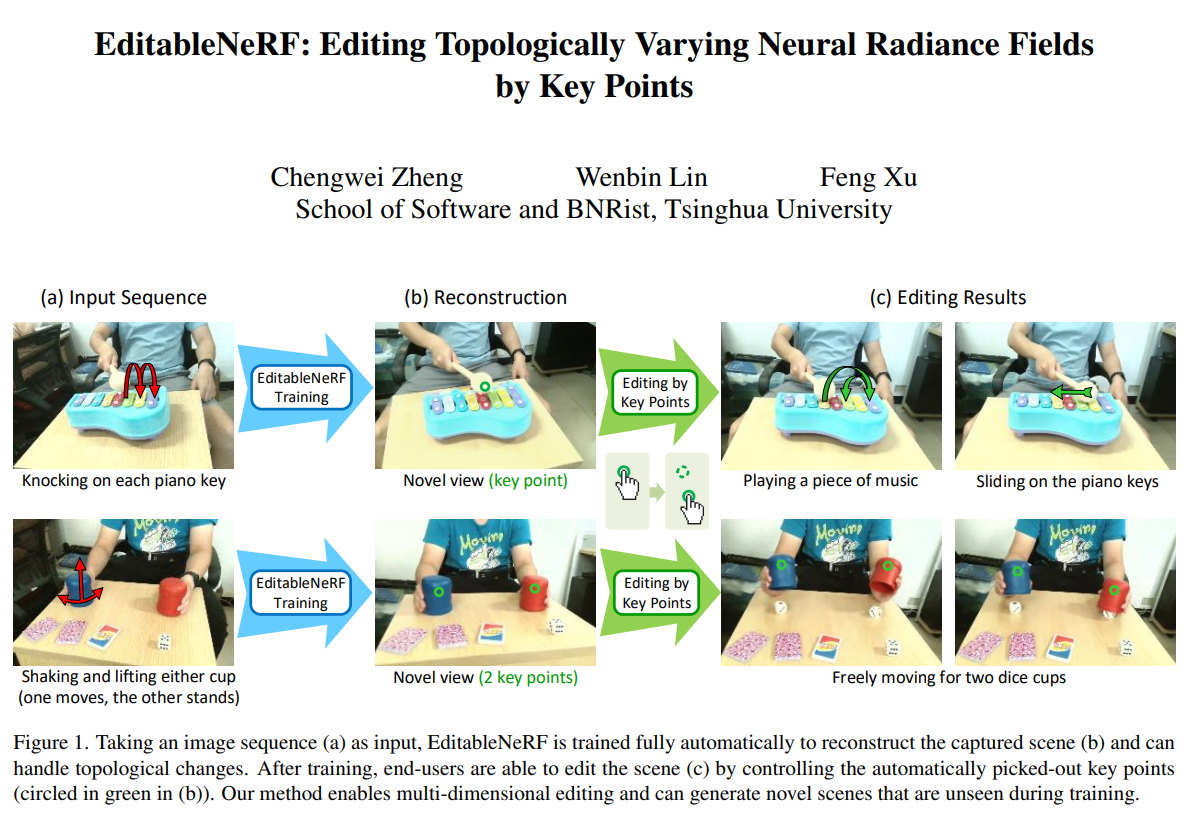 EditableNeRF: Editing Topologically Varying Neural Radiance Fields
by Key Points
Chengwei Zheng Wenbin Lin Feng Xu
School of Software and BNRist, Tsinghua University
(a) Input Sequence
(b) Reconstruction
(c) Editing Results
EditableNeRF
Training
Editing by
Key Points
Knocking on each piano key
Novel view (key point)
Playing a piece of music
Sliding on the piano keys
Moving
Moving
Moving
Moving
EditableNeRF
Training
Editing by
Key Points
Shaking and lifting either cup
(one moves, the other stands)
Novel view (2 key points)
Freely moving for two dice cups
Figure 1. Taking an image sequence (a) as input, EditableNeRF is trained fully automatically to reconstruct the captured scene (b) and can
handle topological changes. After training, end-users are able to edit the scene (c) by controlling the automatically picked-out key points
(circled in green in (b)). Our method enables multi-dimensional editing and can generate novel scenes that are unseen during training.